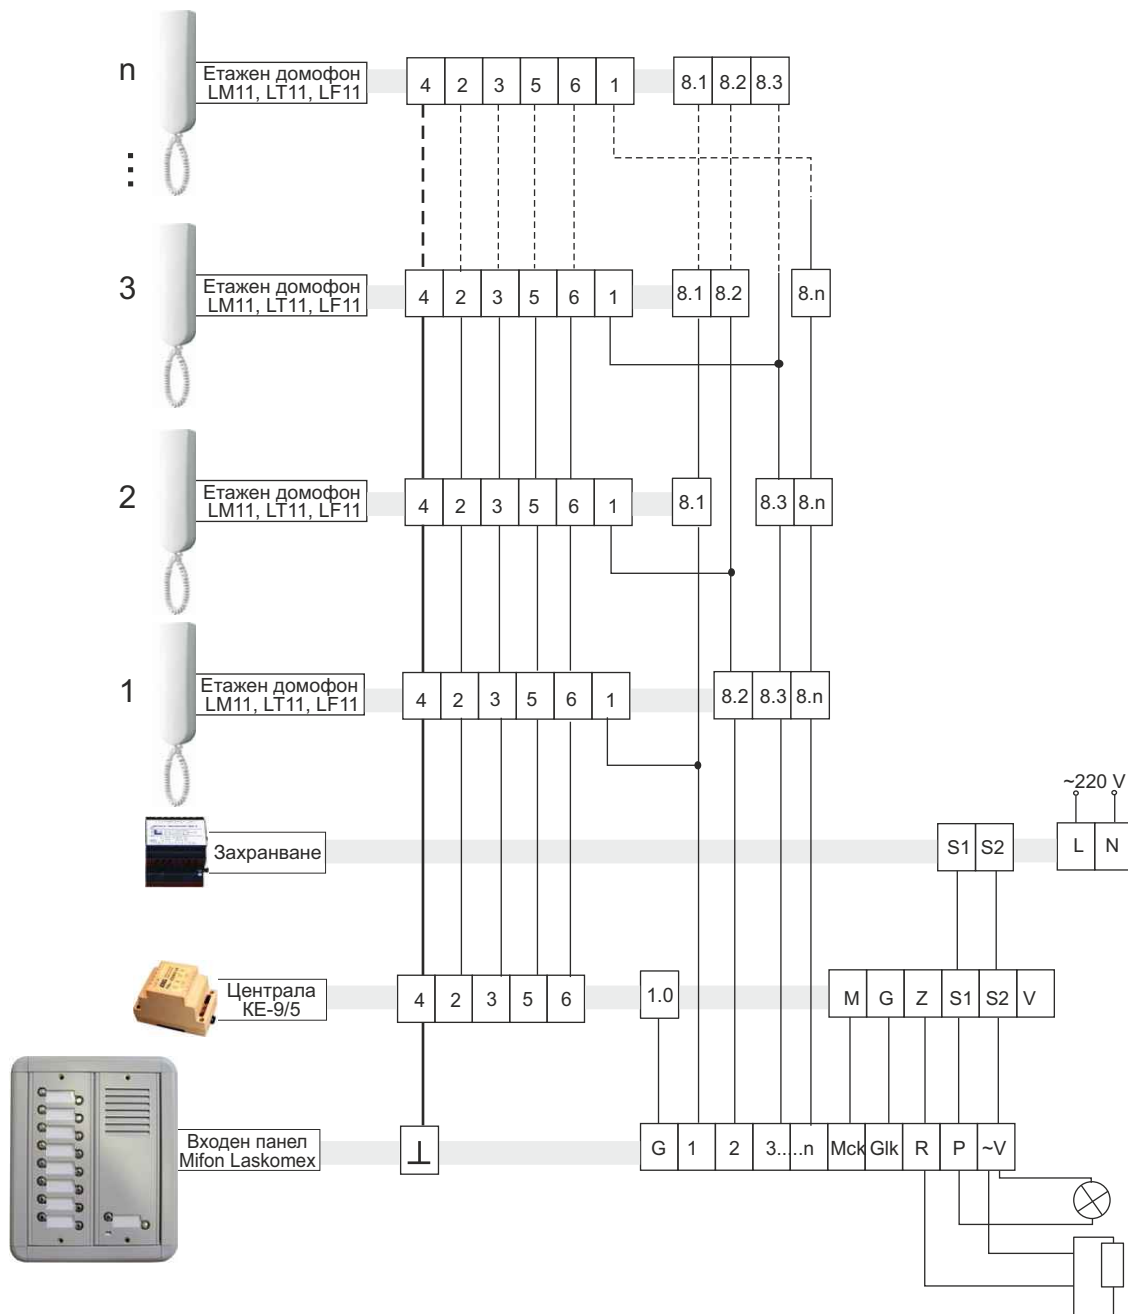 n
Етажен домофон
LM11, LT11, LF11
4 2 3 5 6 1 8.1 8.2 8.3
3
Етажен домофон
LM11, LT11, LF11
4 2 3 5 6 1 8.1 8.2 8.n
2
Етажен домофон
LM11, LT11, LF11
4 2 3 5 6 1 8.1 8.3 8.n
1
Етажен домофон
LM11, LT11, LF11
4 2 3 5 6 1 8.2 8.3 8.n
~220 V
Захранване
S1 S2 L N
Централа
КЕ-9/5
4 2 3 5 6 1.0 M G Z S1 S2 V
Входен панел
Mifon Laskomex
G 1 2 3.....n Mck Glk R P ~V